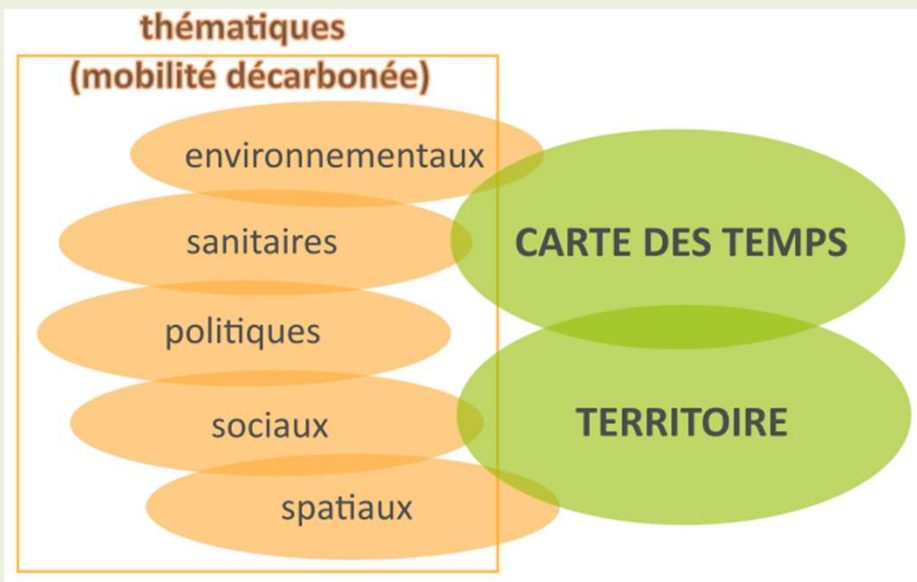 thématiques
(mobilité décarbonée)
environnementaux
sanitaires
politiques
sociaux
spatiaux
CARTE DES TEMPS
TERRITOIRE